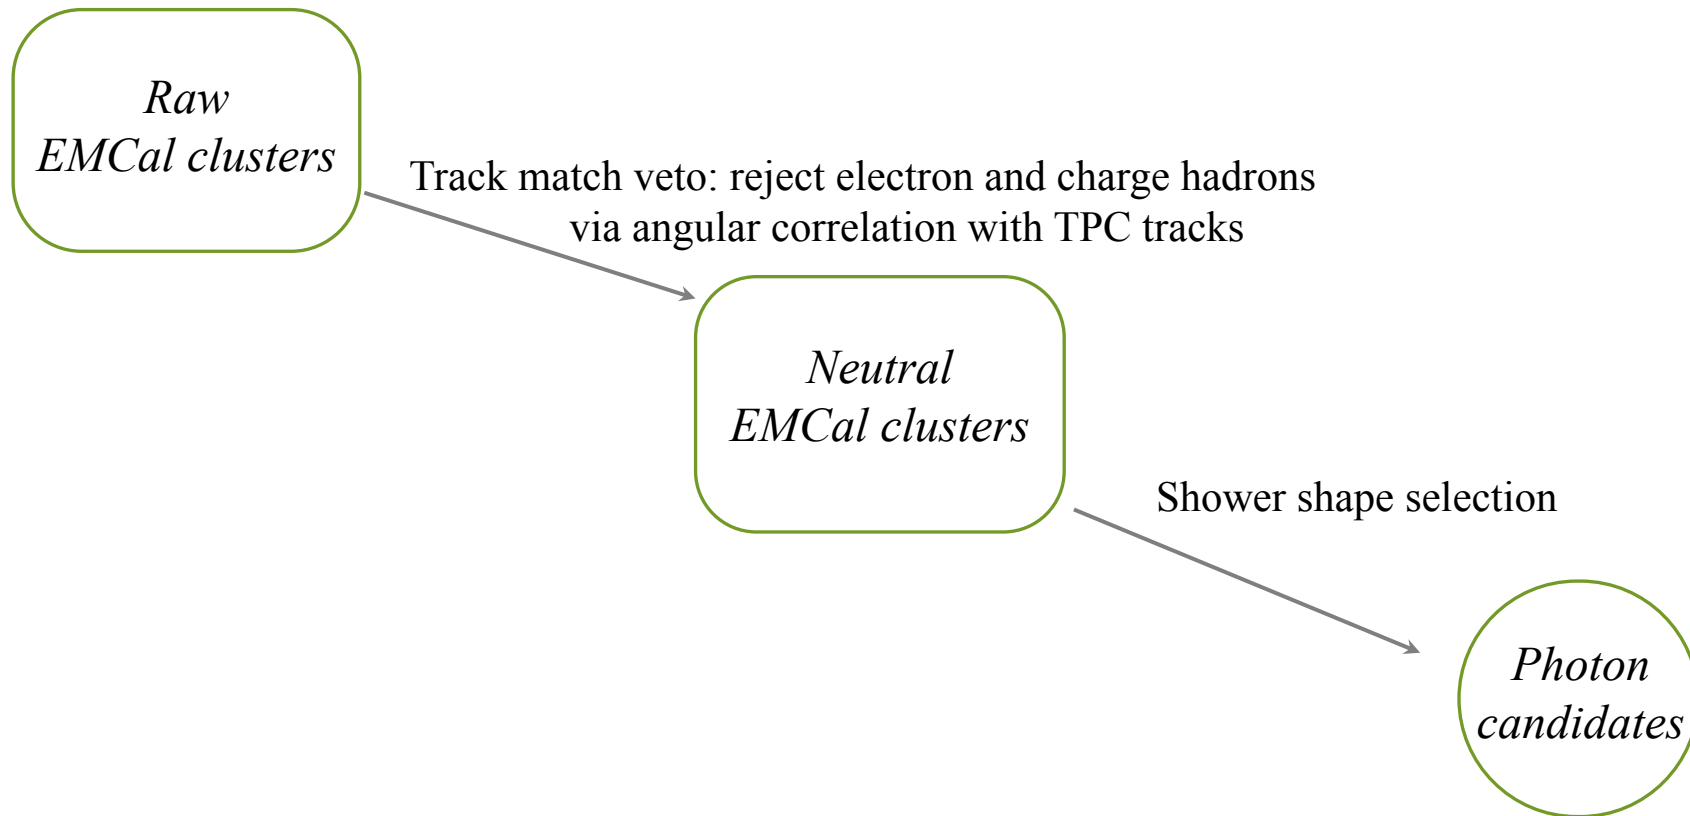 Raw
EMCal clusters
Track match veto: reject electron and charge hadrons
via angular correlation with TPC tracks
Neutral
EMCal clusters
Shower shape selection
Photon
candidates